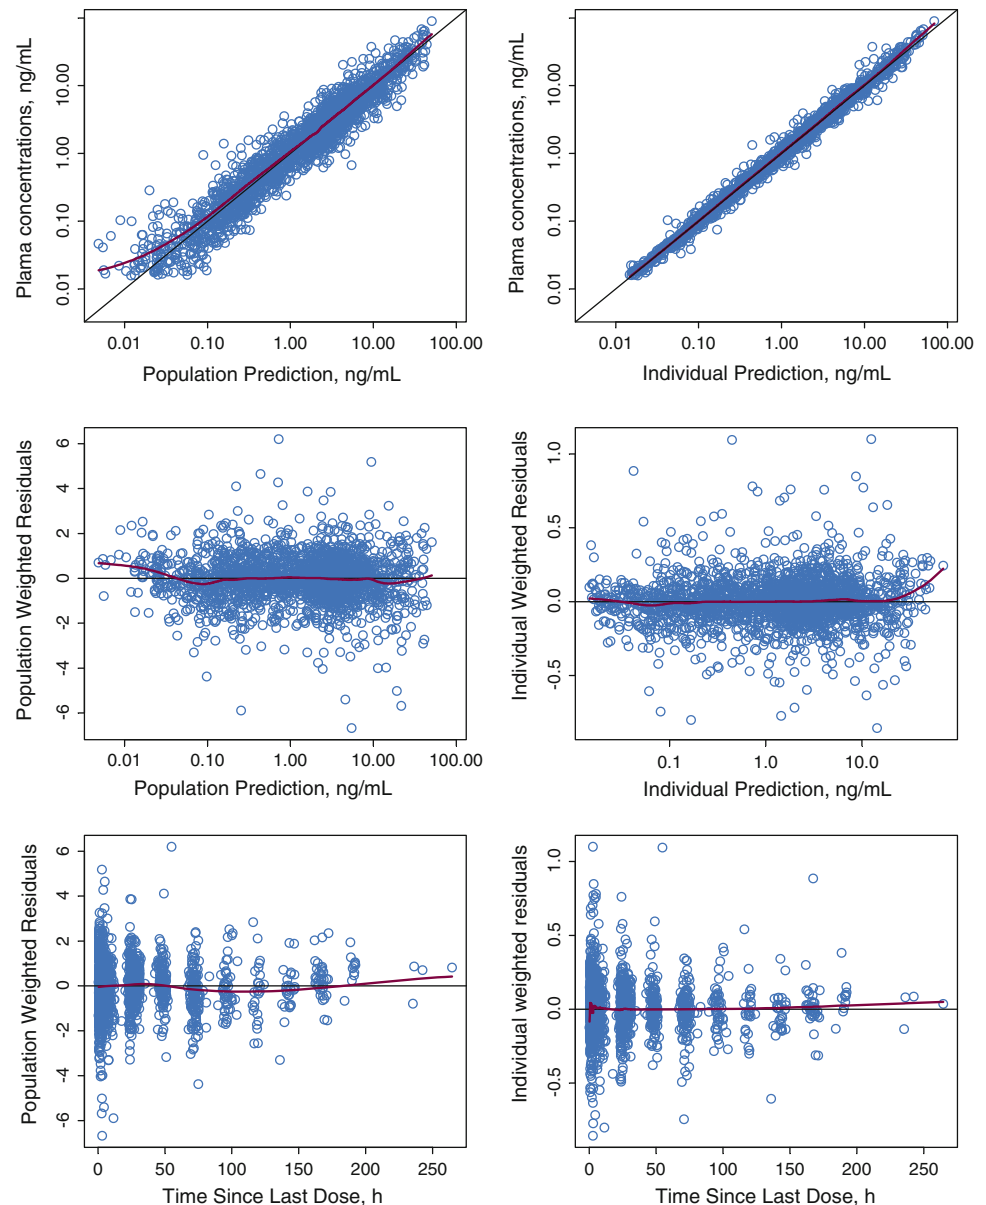 Plama concentrations, ng/mL
10.00
1.00
0.10
0.01
0.01 0.10 1.00 10.00 100.00
Population Prediction, ng/mL
Plama concentrations, ng/mL
10.00
1.00
0.10
0.01
0.01 0.10 1.00 10.00 100.00
Individual Prediction, ng/mL
Population Weighted Residuals
6
4
2
0
-2
-4
-6
0.01 0.10 1.00 10.00 100.00
Population Prediction, ng/mL
Individual Weighted Residuals
1.0
0.5
0.0
-0.5
0.1 1.0 10.0
Individual Prediction, ng/mL
Population Weighted Residuals
6
4
2
0
-2
-4
-6
0 50 100 150 200 250
Time Since Last Dose, h
Individual Weighted residuals
1.0
0.5
0.0
-0.5
0 50 100 150 200 250
Time Since Last Dose, h